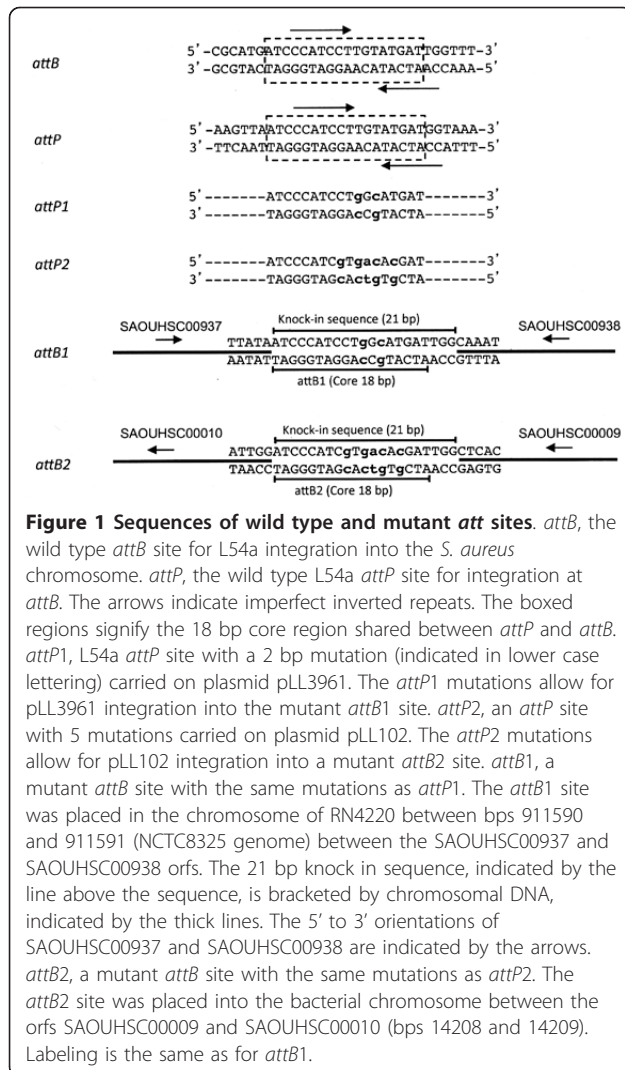 attB
5'-CGCATGATCCCATCCTTGTATGATTGGTTT-3'
3'-GCGTACTAGGGTAGGAACATACTAACCAAA-5'
attP
5'-AAGTTAATCCCATCCTTGTATGATGGTAAA-3'
3'-TTCAATTAGGGTAGGAACATACTACCATTT-5'
attP1
5'-------ATCCCATCCTgGcATGAT-------3'
3'-------TAGGGTAGGAcCgTACTA-------5'
attP2
5'-------ATCCCATCgTgacAcGAT-------3'
3'-------TAGGGTAGcActgTgCTA-------5'
SAOUHSC00937
Knock-in sequence (21 bp)
SAOUHSC00938
attB1
TTATAATCCCATCCTgGcATGATTGGCAAAT
AATATTAGGGTAGGAcCgTACTAACCGTTTA
attB1 (Core 18 bp)
SAOUHSC00010
Knock-in sequence (21 bp)
SAOUHSC00009
attB2
ATTGGATCCCATCgTgacAcGATTGGCTCAC
TAACCTAGGGTAGcActgTgCTAACCGAGTG
attB2 (Core 18 bp)
Figure 1 Sequences of wild type and mutant att sites. attB, the
wild type attB site for L54a integration into the S. aureus
chromosome. attP, the wild type L54a attP site for integration at
attB. The arrows indicate imperfect inverted repeats. The boxed
regions signify the 18 bp core region shared between attP and attB.
attP1, L54a attP site with a 2 bp mutation (indicated in lower case
lettering) carried on plasmid pLL3961. The attP1 mutations allow for
pLL3961 integration into the mutant attB1 site. attP2, an attP site
with 5 mutations carried on plasmid pLL102. The attP2 mutations
allow for pLL102 integration into a mutant attB2 site. attB1, a
mutant attB site with the same mutations as attP1. The attB1 site
was placed in the chromosome of RN4220 between bps 911590
and 911591 (NCTC8325 genome) between the SAOUHSC00937 and
SAOUHSC00938 orfs. The 21 bp knock in sequence, indicated by the
line above the sequence, is bracketed by chromosomal DNA,
indicated by the thick lines. The 5' to 3' orientations of
SAOUHSC00937 and SAOUHSC00938 are indicated by the arrows.
attB2, a mutant attB site with the same mutations as attP2. The
attB2 site was placed into the bacterial chromosome between the
orfs SAOUHSC00009 and SAOUHSC00010 (bps 14208 and 14209).
Labeling is the same as for attB1.